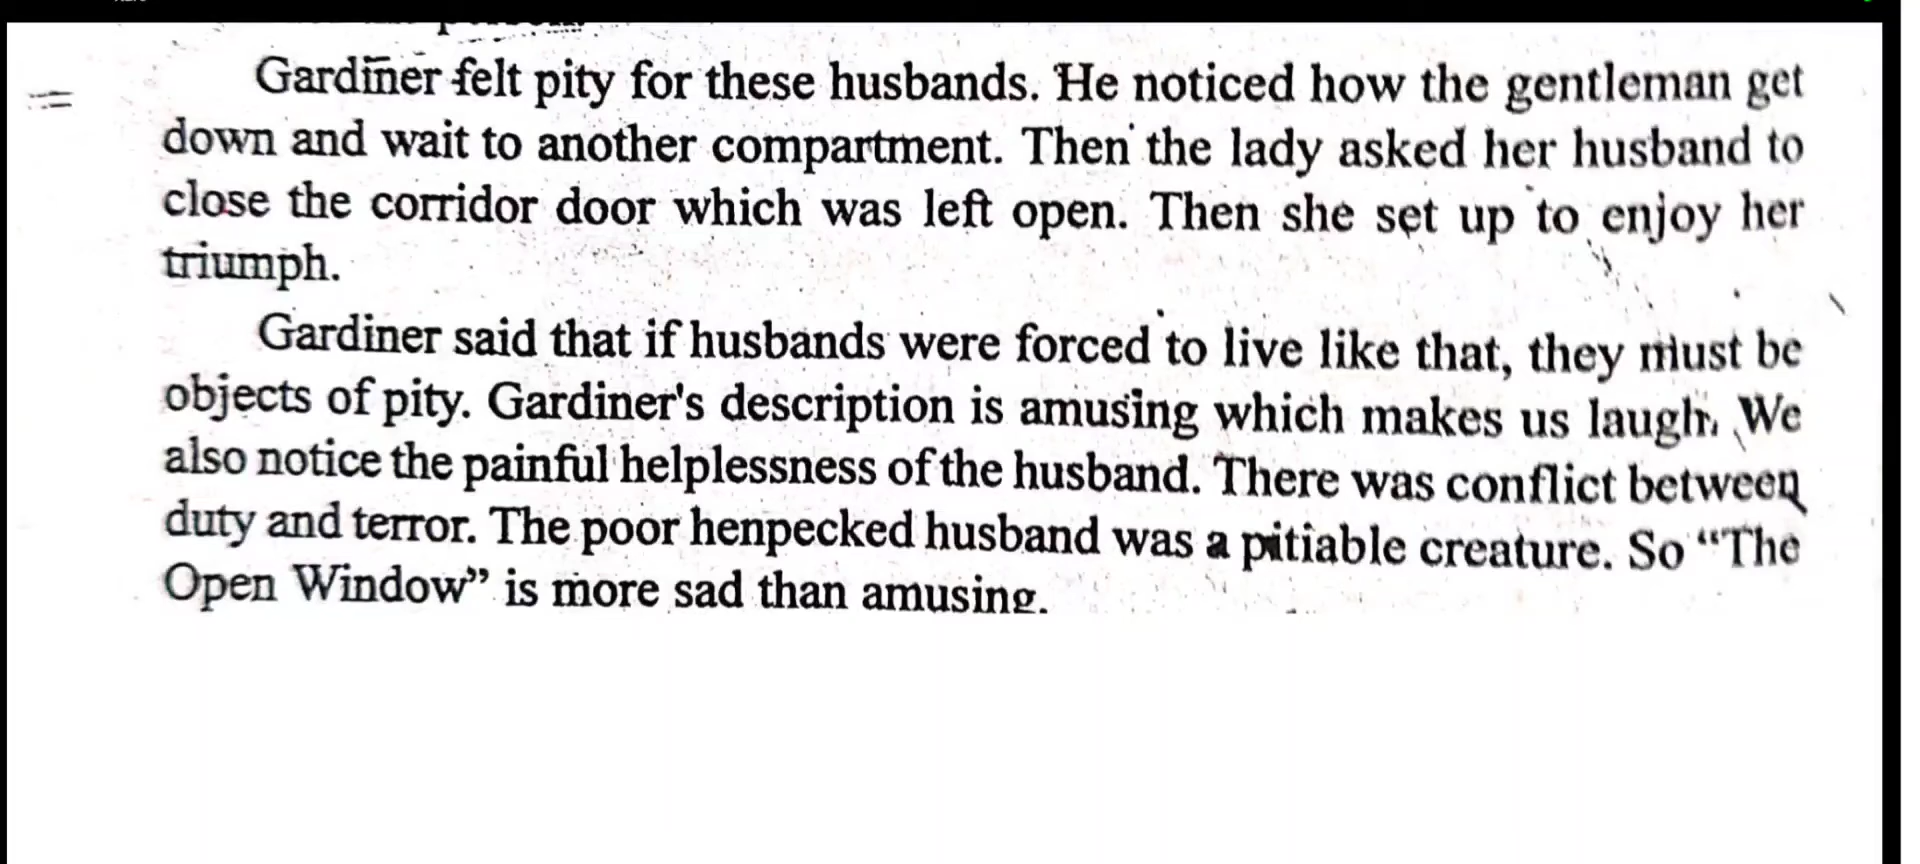 Gardiner felt pity for these husbands. He noticed how the gentleman get
down and wait to another compartment. Then the lady asked her husband to
close the corridor door which was left open. Then she set up to enjoy her
triumph.
Gardiner said that if husbands were forced to live like that, they must be
objects of pity. Gardiner's description is amusing which makes us laugh. We
also notice the painful helplessness of the husband. There was conflict between
duty and terror. The poor henpecked husband was a pitiable creature. So “The
Open Window” is more sad than amusing.